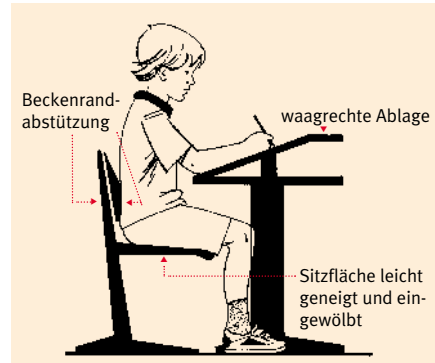 Beckenrand-
abstützung
waagrechte Ablage
Sitzfläche leicht
geneigt und ein-
gewölbt